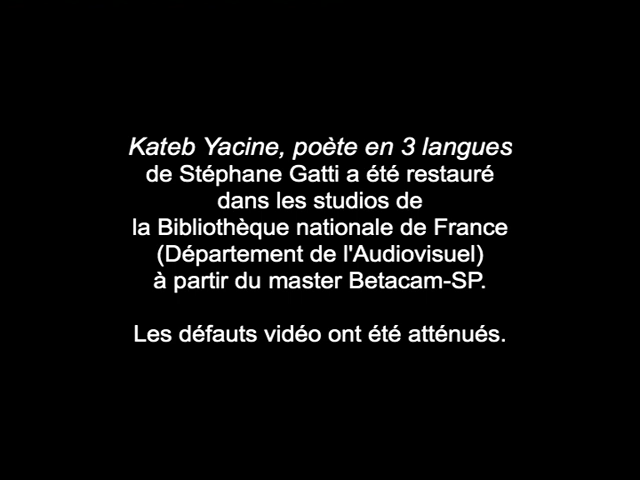 Kateb Yacine, poète en 3 langues
de Stéphane Gatti a été restauré
dans les studios de
la Bibliothèque nationale de France
(Département de l'Audiovisuel)
à partir du master Betacam-SP.
Les défauts vidéo ont été atténués.